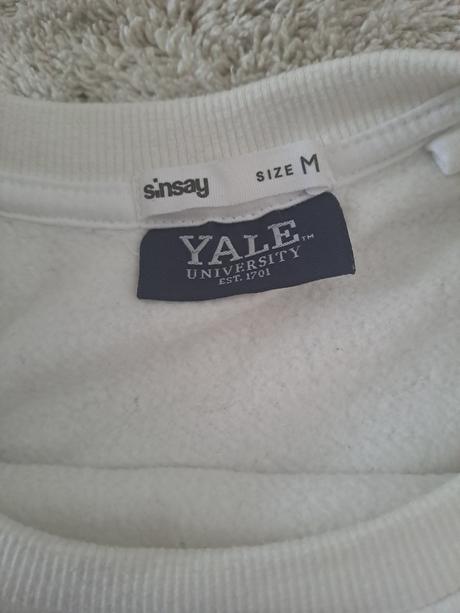 sinsay SIZE M
YALE™
UNIVERSITY
EST. 1701